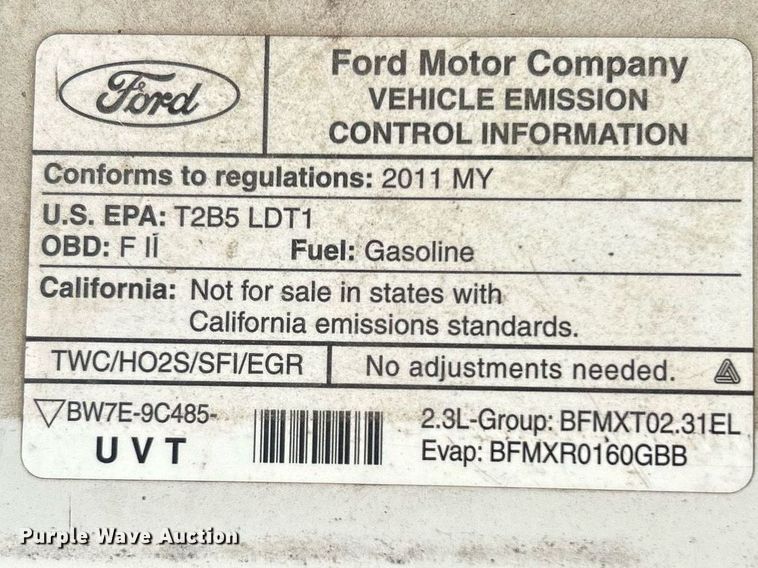 Ford
Ford Motor Company
VEHICLE EMISSION
CONTROL INFORMATION
Conforms to regulations: 2011 MY
U.S. EPA: T2B5 LDT1
OBD: F II Fuel: Gasoline
California: Not for sale in states with
California emissions standards.
TWC/HO2S/SFI/EGR No adjustments needed.
BW7E-9C485-
U V T
2.3L-Group: BFMXT02.31EL
Evap: BFMXR0160GBB
Purple Wave Auction